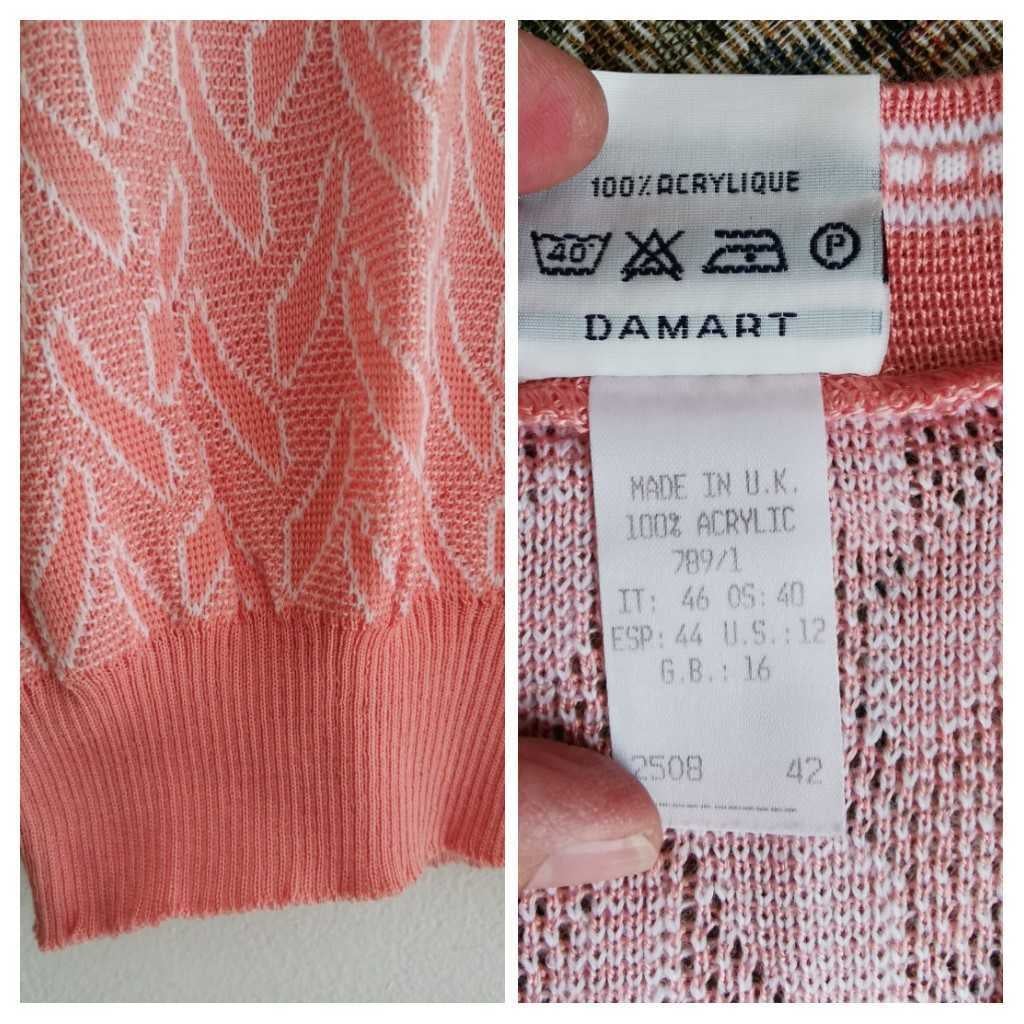 100% ACRYLIQUE
40° P
DAMART
MADE IN U.K.
100% ACRYLIC
789/1
IT: 46 OS: 40
ESP: 44 U.S.: 12
G.B.: 16
2508 42